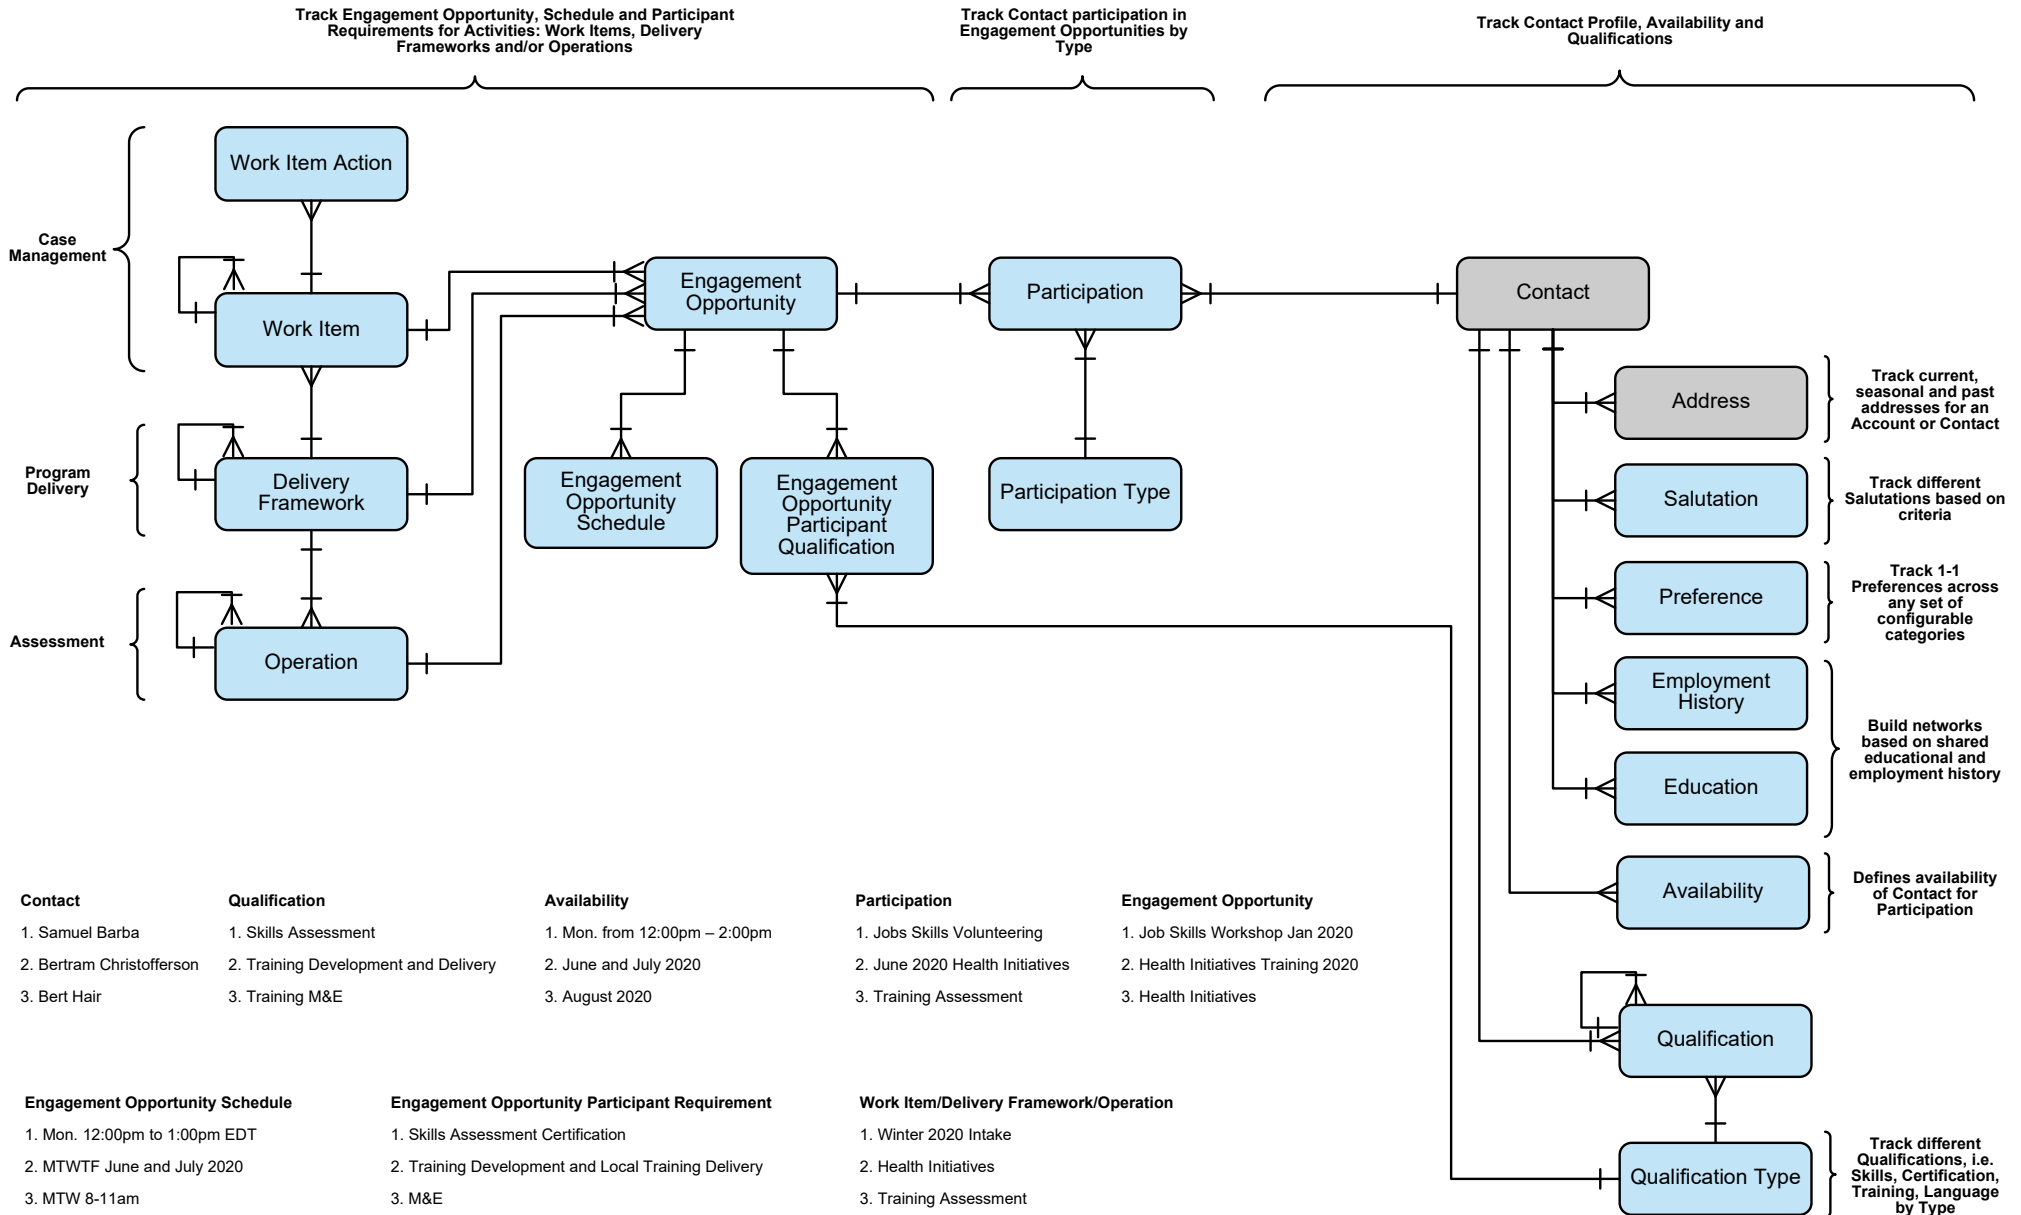 Track Engagement Opportunity, Schedule and Participant
Requirements for Activities: Work Items, Delivery
Frameworks and/or Operations
Track Contact participation in
Engagement Opportunities by
Type
Track Contact Profile, Availability and
Qualifications
Case
Management
Program
Delivery
Assessment
Work Item Action
Work Item
Delivery
Framework
Operation
Engagement
Opportunity
Engagement
Opportunity
Schedule
Engagement
Opportunity
Participant
Qualification
Participation
Participation Type
Contact
Address
Salutation
Preference
Employment
History
Education
Availability
Qualification
Qualification Type
Track current,
seasonal and past
addresses for an
Account or Contact
Track different
Salutations based on
criteria
Track 1-1
Preferences across
any set of
configurable
categories
Build networks
based on shared
educational and
employment history
Defines availability
of Contact for
Participation
Track different
Qualifications, i.e.
Skills, Certification,
Training, Language
by Type
Contact
1. Samuel Barba
2. Bertram Christofferson
3. Bert Hair
Qualification
1. Skills Assessment
2. Training Development and Delivery
3. Training M&E
Availability
1. Mon. from 12:00pm – 2:00pm
2. June and July 2020
3. August 2020
Participation
1. Jobs Skills Volunteering
2. June 2020 Health Initiatives
3. Training Assessment
Engagement Opportunity
1. Job Skills Workshop Jan 2020
2. Health Initiatives Training 2020
3. Health Initiatives
Engagement Opportunity Schedule
1. Mon. 12:00pm to 1:00pm EDT
2. MTWTF June and July 2020
3. MTW 8-11am
Engagement Opportunity Participant Requirement
1. Skills Assessment Certification
2. Training Development and Local Training Delivery
3. M&E
Work Item/Delivery Framework/Operation
1. Winter 2020 Intake
2. Health Initiatives
3. Training Assessment